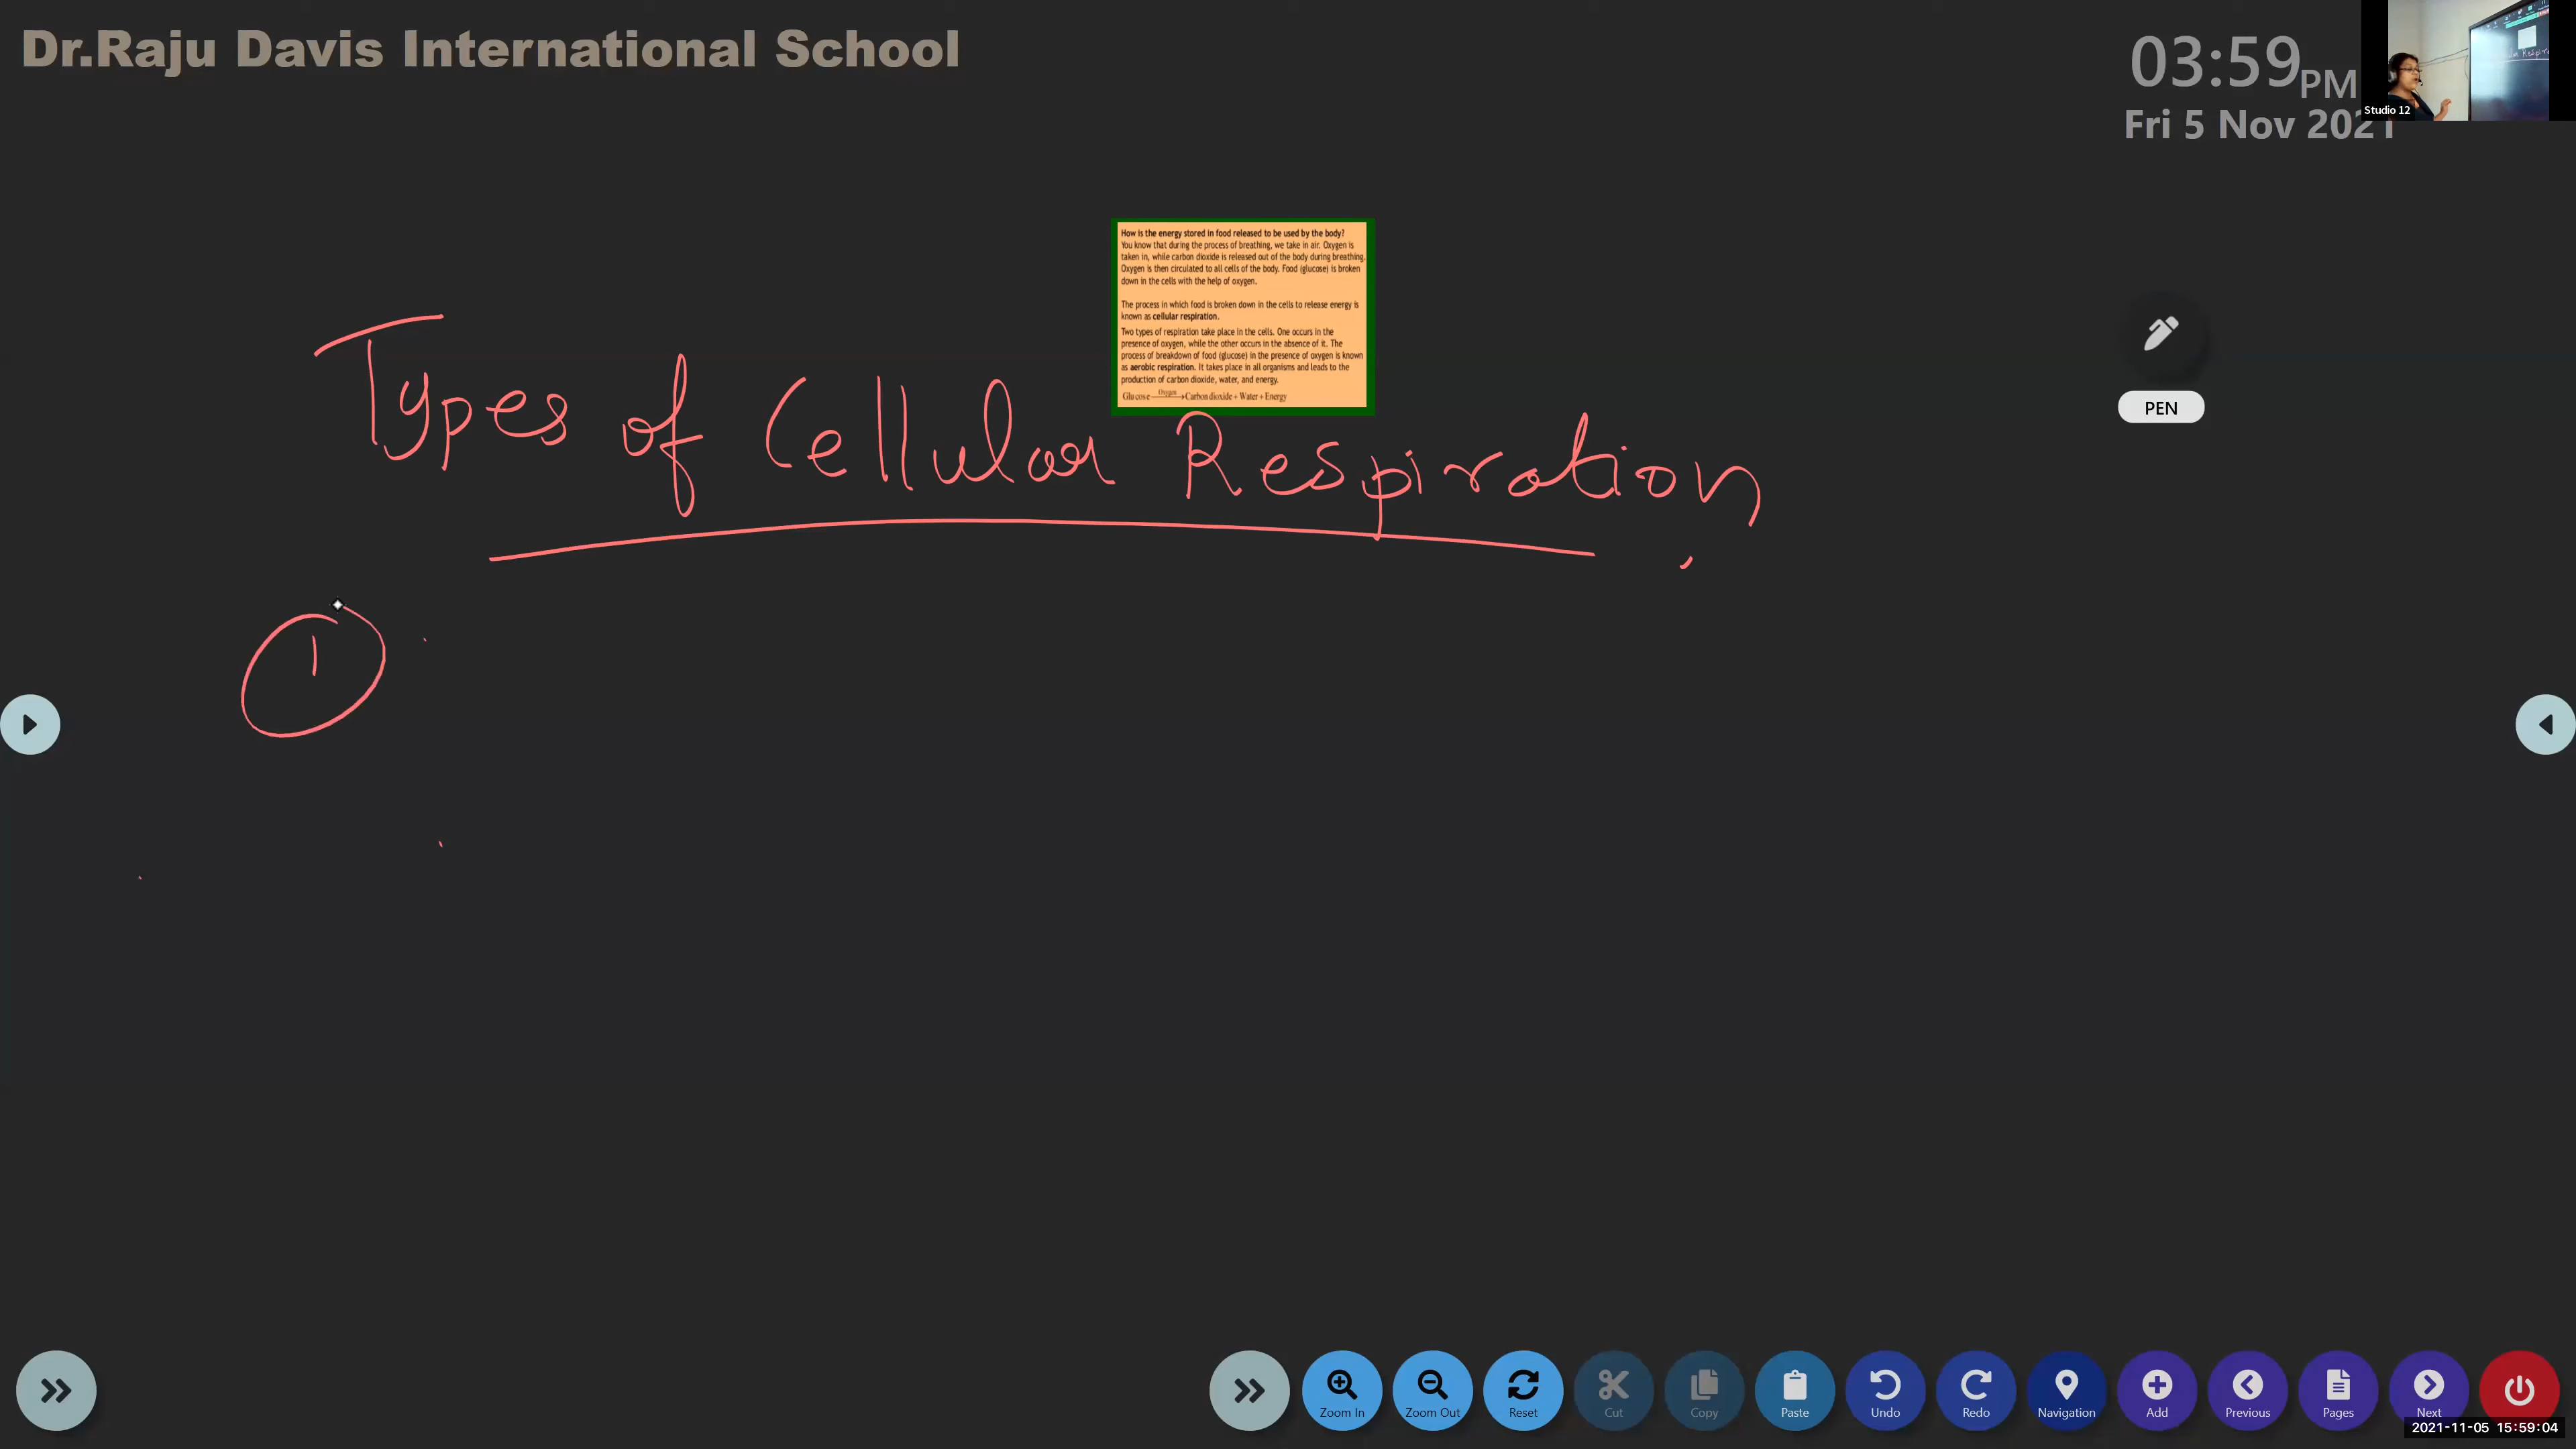 Dr.Raju Davis International School
03:59 PM
Fri 5 Nov 2021
Studio 12
How is the energy stored in food released to be used by the body?
You know that during the process of breathing, we take in air. Oxygen is
taken in, while carbon dioxide is released out of the body during breathing.
Oxygen is then circulated to all cells of the body. Food (glucose) is broken
down in the cells with the help of oxygen.
The process in which food is broken down in the cells to release energy is
known as cellular respiration.
Two types of respiration take place in the cells. One occurs in the
presence of oxygen, while the other occurs in the absence of it. The
process of breakdown of food (glucose) in the presence of oxygen is known
as aerobic respiration. It takes place in all organisms and leads to the
production of carbon dioxide, water, and energy.
Oxygen
Glucose → Carbon dioxide + Water + Energy
Types of Cellular Respiration
1
PEN
Zoom In
Zoom Out
Reset
Cut
Copy
Paste
Undo
Redo
Navigation
Add
Previous
Pages
Next
2021-11-05 15:59:04